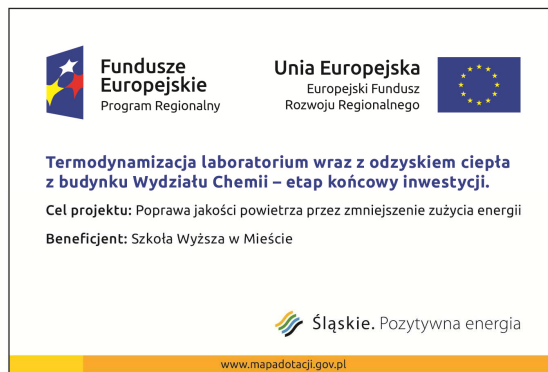 Fundusze
Europejskie
Program Regionalny
Unia Europejska
Europejski Fundusz
Rozwoju Regionalnego
Termodynamizacja laboratorium wraz z odzyskiem ciepła
z budynku Wydziału Chemii – etap końcowy inwestycji.
Cel projektu: Poprawa jakości powietrza przez zmniejszenie zużycia energii
Beneficjent: Szkoła Wyższa w Mieście
Śląskie. Pozytywna energia
www.mapadotacji.gov.pl